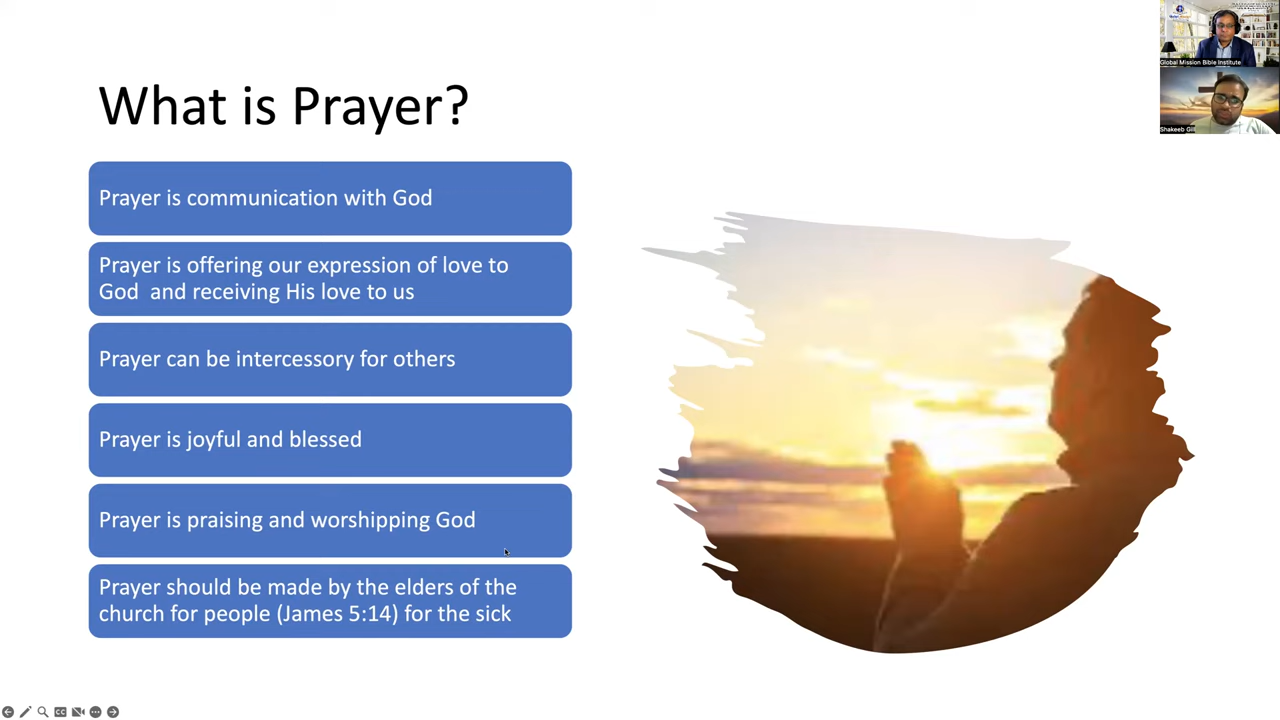 What is Prayer?
Prayer is communication with God
Prayer is offering our expression of love to
God and receiving His love to us
Prayer can be intercessory for others
Prayer is joyful and blessed
Prayer is praising and worshipping God
Prayer should be made by the elders of the
church for people (James 5:14) for the sick
Global Mission Bible Institute
Shakeeb Gill
CC